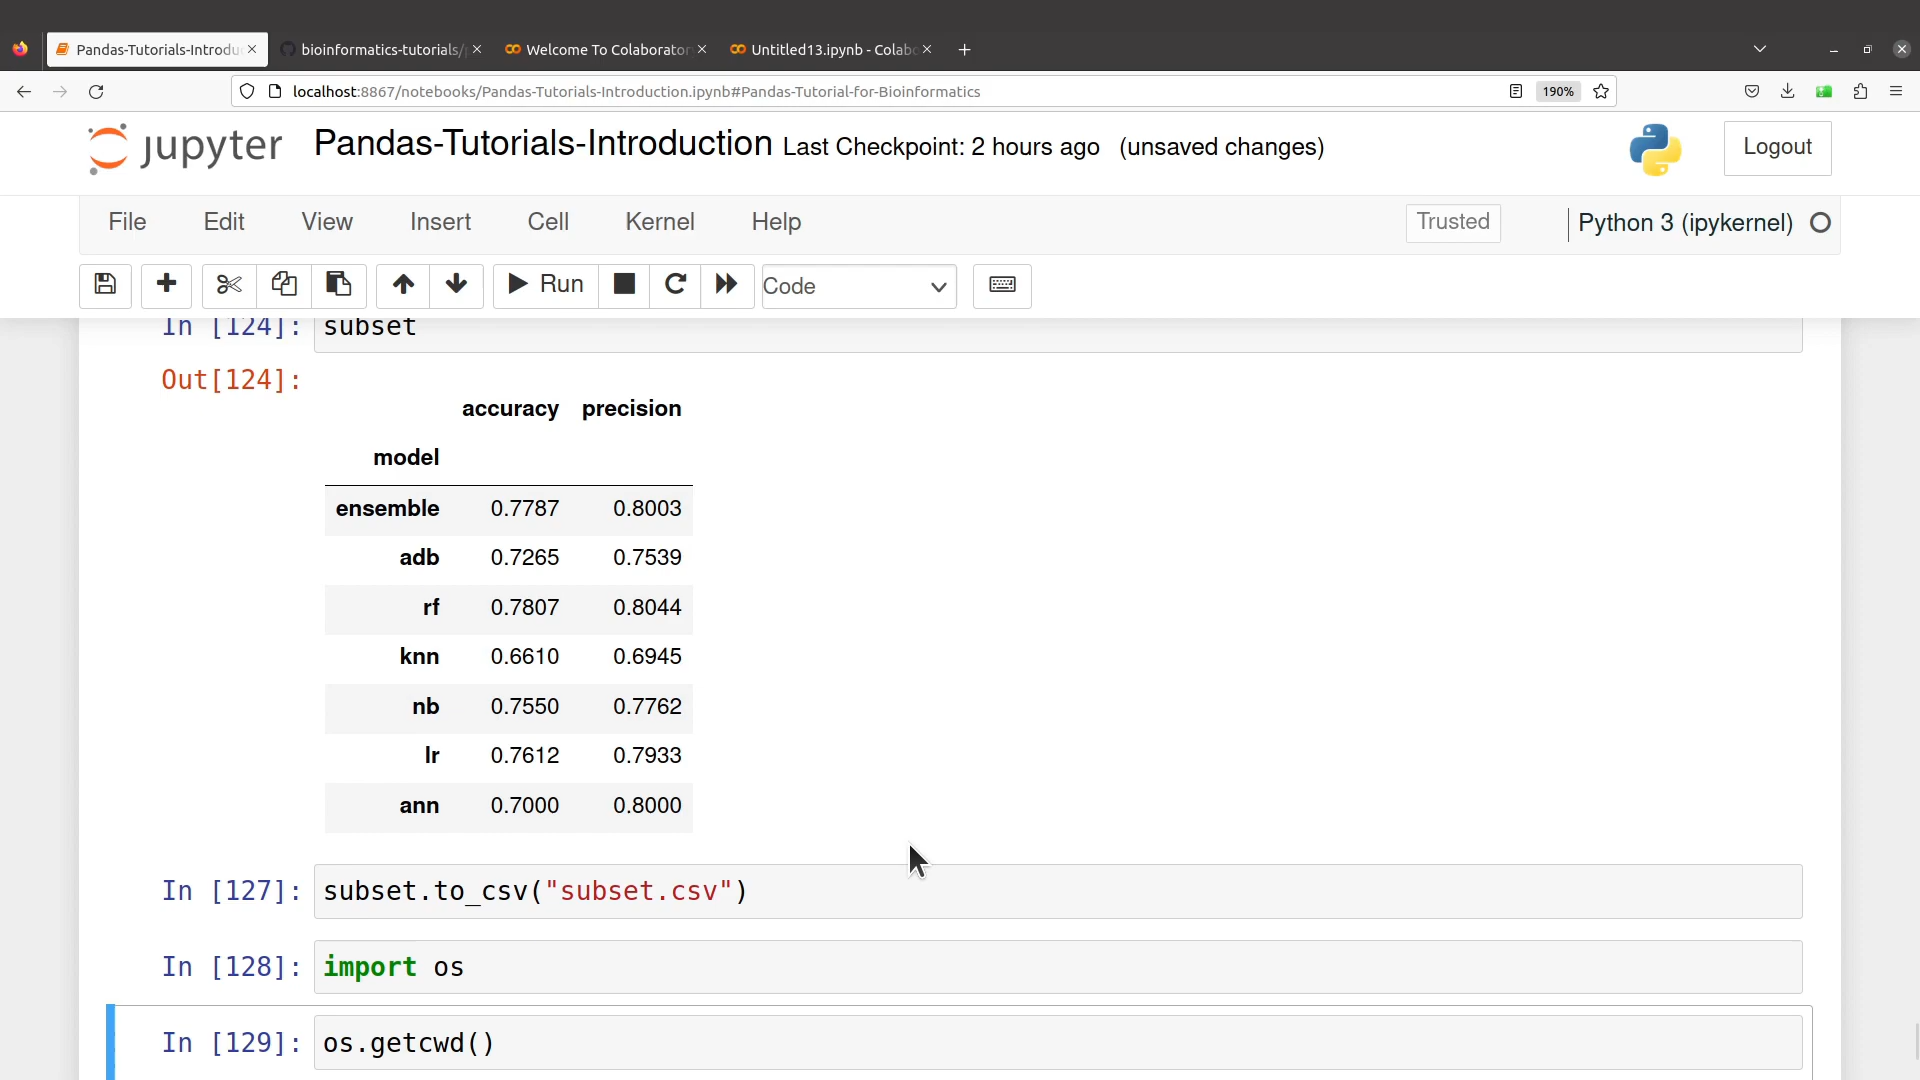 Pandas-Tutorials-Introdu bioinformatics-tutorials/ Welcome To Colaborator Untitled13.ipynb - Colabo
localhost:8867/notebooks/Pandas-Tutorials-Introduction.ipynb#Pandas-Tutorial-for-Bioinformatics 190%
jupyter Pandas-Tutorials-Introduction Last Checkpoint: 2 hours ago (unsaved changes) Logout
File Edit View Insert Cell Kernel Help Trusted Python 3 (ipykernel)
Run Code
In [124]: subset
Out[124]:
accuracy precision
model
ensemble 0.7787 0.8003
adb 0.7265 0.7539
rf 0.7807 0.8044
knn 0.6610 0.6945
nb 0.7550 0.7762
lr 0.7612 0.7933
ann 0.7000 0.8000
In [127]: subset.to_csv("subset.csv")
In [128]: import os
In [129]: os.getcwd()